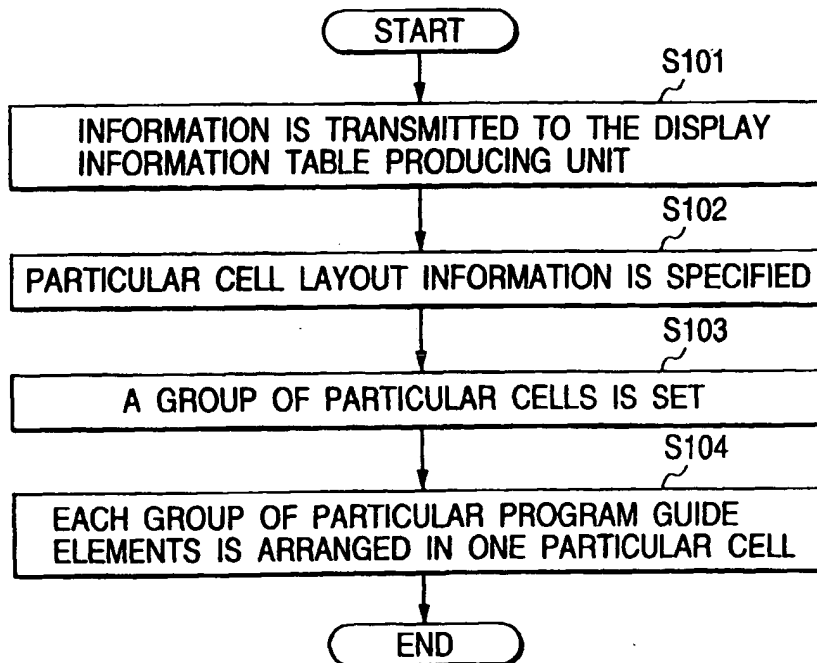 START
S101
INFORMATION IS TRANSMITTED TO THE DISPLAY
INFORMATION TABLE PRODUCING UNIT
S102
PARTICULAR CELL LAYOUT INFORMATION IS SPECIFIED
S103
A GROUP OF PARTICULAR CELLS IS SET
S104
EACH GROUP OF PARTICULAR PROGRAM GUIDE
ELEMENTS IS ARRANGED IN ONE PARTICULAR CELL
END